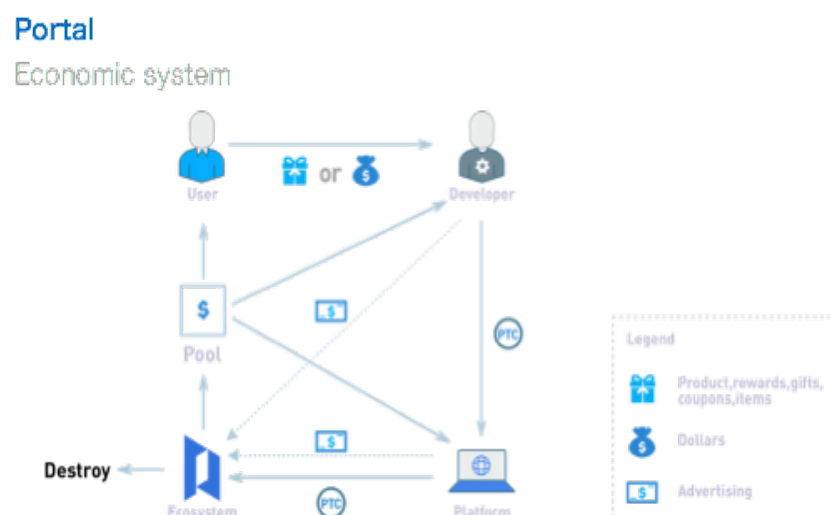 Portal
Economic system
or
$
User
Developer
$
$
Pool
PTC
Legend
Product,rewards,gifts,
coupons,items
$
Dollars
$
Destroy
PTC
$
Advertising
Ecosystem
Platform